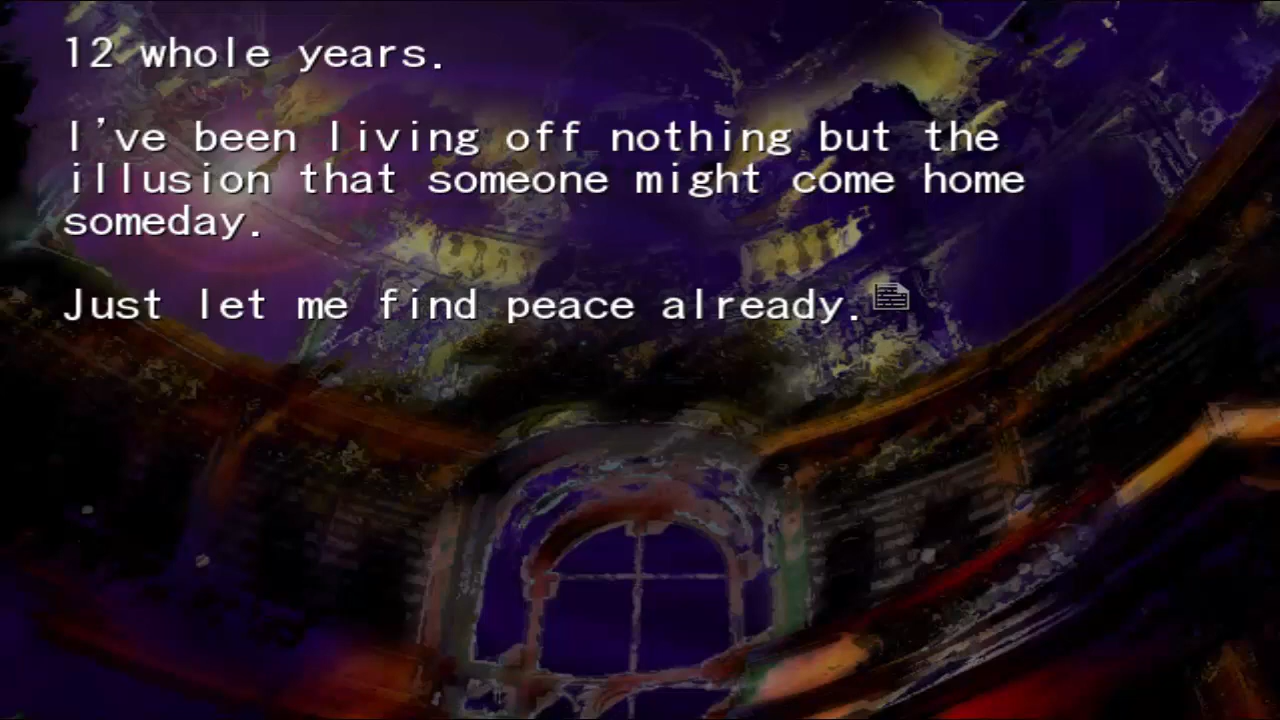 12 whole years.
I've been living off nothing but the
illusion that someone might come home
someday.
Just let me find peace already.